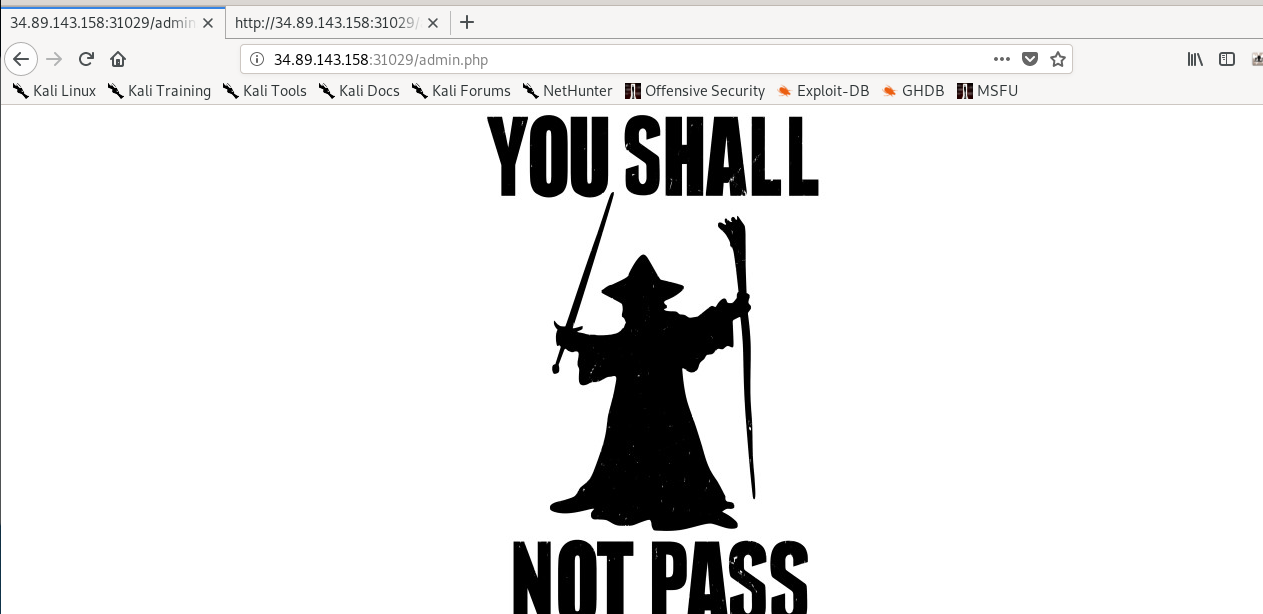 34.89.143.158:31029/admin
http://34.89.143.158:31029/
34.89.143.158:31029/admin.php
Kali Linux Kali Training Kali Tools Kali Docs Kali Forums NetHunter Offensive Security Exploit-DB GHDB MSFU
YOU SHALL
NOT PASS